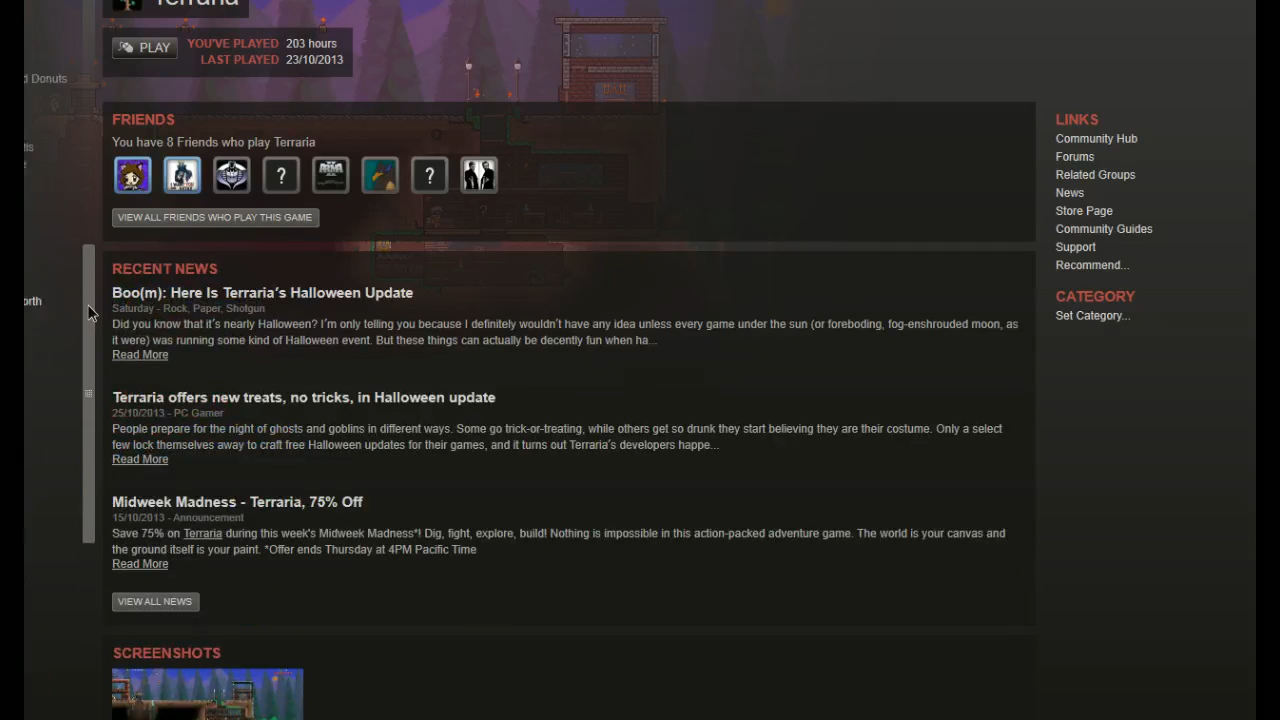 Terraria
PLAY
YOU'VE PLAYED 203 hours
LAST PLAYED 23/10/2013
d Donuts
FRIENDS
You have 8 Friends who play Terraria
? ARMA II ?
VIEW ALL FRIENDS WHO PLAY THIS GAME
LINKS
Community Hub
Forums
Related Groups
News
Store Page
Community Guides
Support
Recommend...
CATEGORY
Set Category...
orth
RECENT NEWS
Boo(m): Here Is Terraria's Halloween Update
Saturday - Rock, Paper, Shotgun
Did you know that it's nearly Halloween? I'm only telling you because I definitely wouldn't have any idea unless every game under the sun (or foreboding, fog-enshrouded moon, as
it were) was running some kind of Halloween event. But these things can actually be decently fun when ha...
Read More
Terraria offers new treats, no tricks, in Halloween update
25/10/2013 - PC Gamer
People prepare for the night of ghosts and goblins in different ways. Some go trick-or-treating, while others get so drunk they start believing they are their costume. Only a select
few lock themselves away to craft free Halloween updates for their games, and it turns out Terraria's developers happe...
Read More
Midweek Madness - Terraria, 75% Off
15/10/2013 - Announcement
Save 75% on Terraria during this week's Midweek Madness*! Dig, fight, explore, build! Nothing is impossible in this action-packed adventure game. The world is your canvas and
the ground itself is your paint. *Offer ends Thursday at 4PM Pacific Time
Read More
VIEW ALL NEWS
SCREENSHOTS